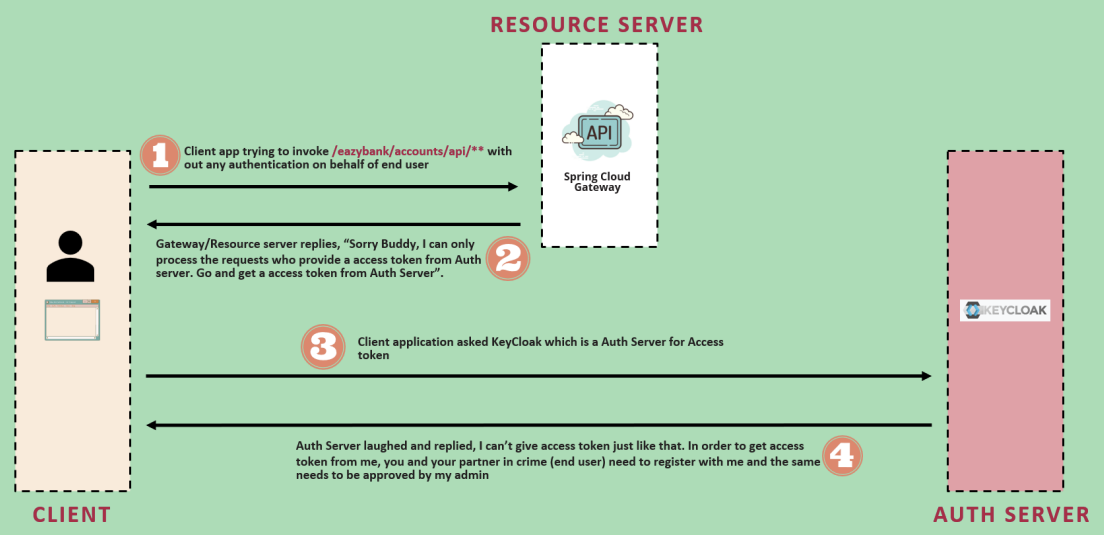 RESOURCE SERVER
API
Spring Cloud
Gateway
1
Client app trying to invoke /eazybank/accounts/api/** with
out any authentication on behalf of end user
Gateway/Resource server replies, “Sorry Buddy, I can only
process the requests who provide a access token from Auth
server. Go and get a access token from Auth Server”.
2
KEYCLOAK
3
Client application asked KeyCloak which is a Auth Server for Access
token
Auth Server laughed and replied, I can’t give access token just like that. In order to get access
token from me, you and your partner in crime (end user) need to register with me and the same
needs to be approved by my admin
4
CLIENT
AUTH SERVER